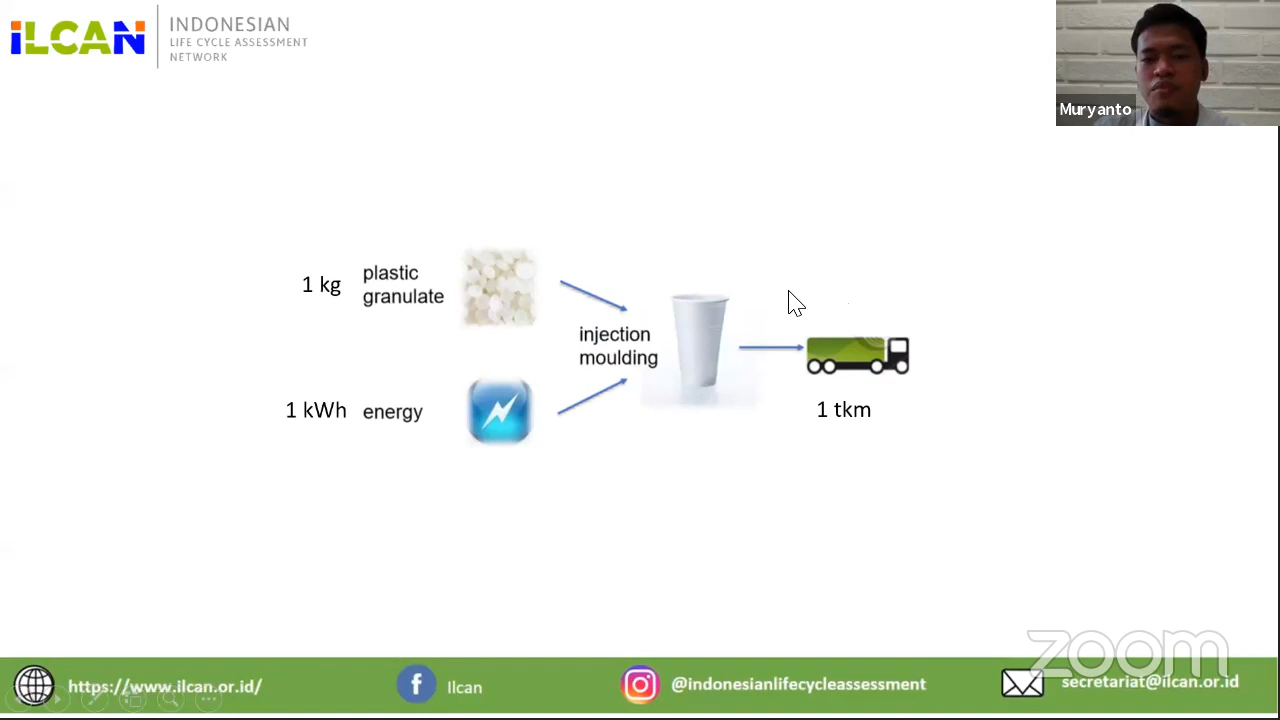 iLCAN
INDONESIAN
LIFE CYCLE ASSESSMENT
NETWORK
Muryanto
1 kg
plastic
granulate
injection
moulding
1 kWh
energy
1 tkm
zoom
https://www.ilcan.or.id/
Ilcan
@indonesianlifecycleassessment
secretariat@ilcan.or.id